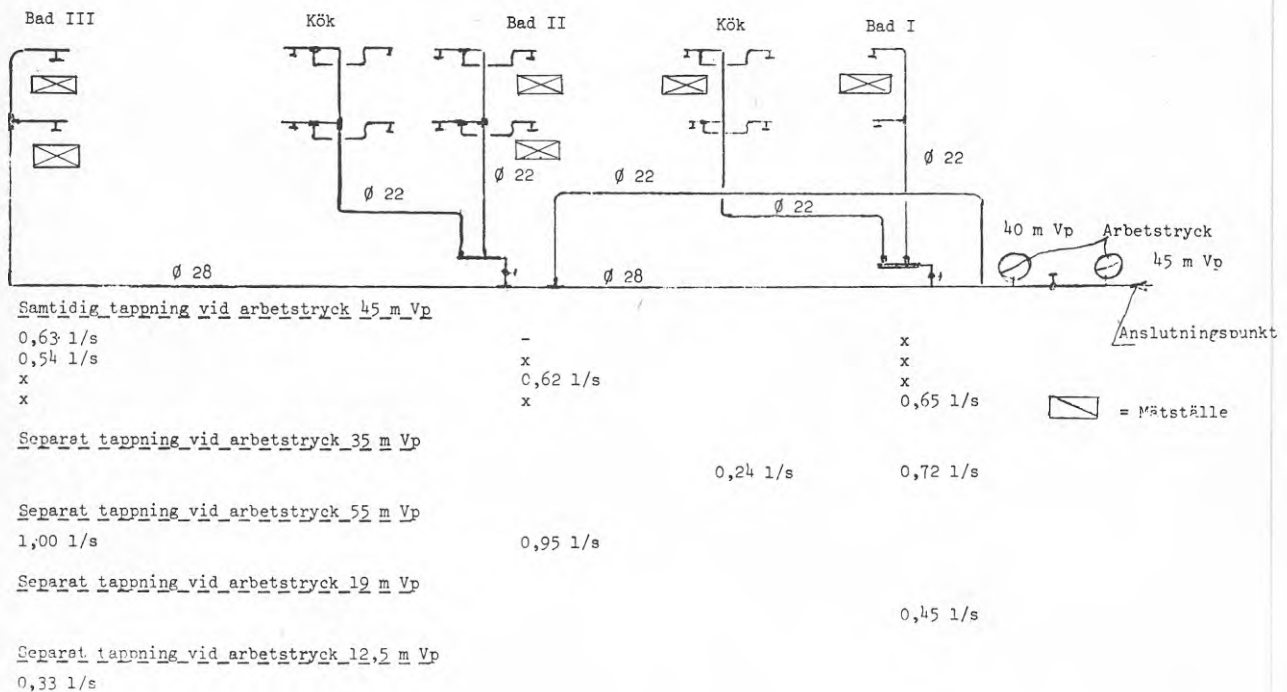 Bad III Kök Bad II Kök Bad I
Ø 22
Ø 22 Ø 22
Ø 22 Ø 22
40 m Vp Arbetstryck
45 m Vp
Ø 28 Ø 28
Samtidig tappning vid arbetstryck 45 m Vp
Anslutningspunkt
0,63 l/s - x
0,54 l/s x x
x 0,62 l/s x
x x 0,65 l/s
= Mätställe
Separat tappning vid arbetstryck 35 m Vp
0,24 l/s 0,72 l/s
Separat tappning vid arbetstryck 55 m Vp
1,00 l/s 0,95 l/s
Separat tappning vid arbetstryck 19 m Vp
0,45 l/s
Separat tappning vid arbetstryck 12,5 m Vp
0,33 l/s